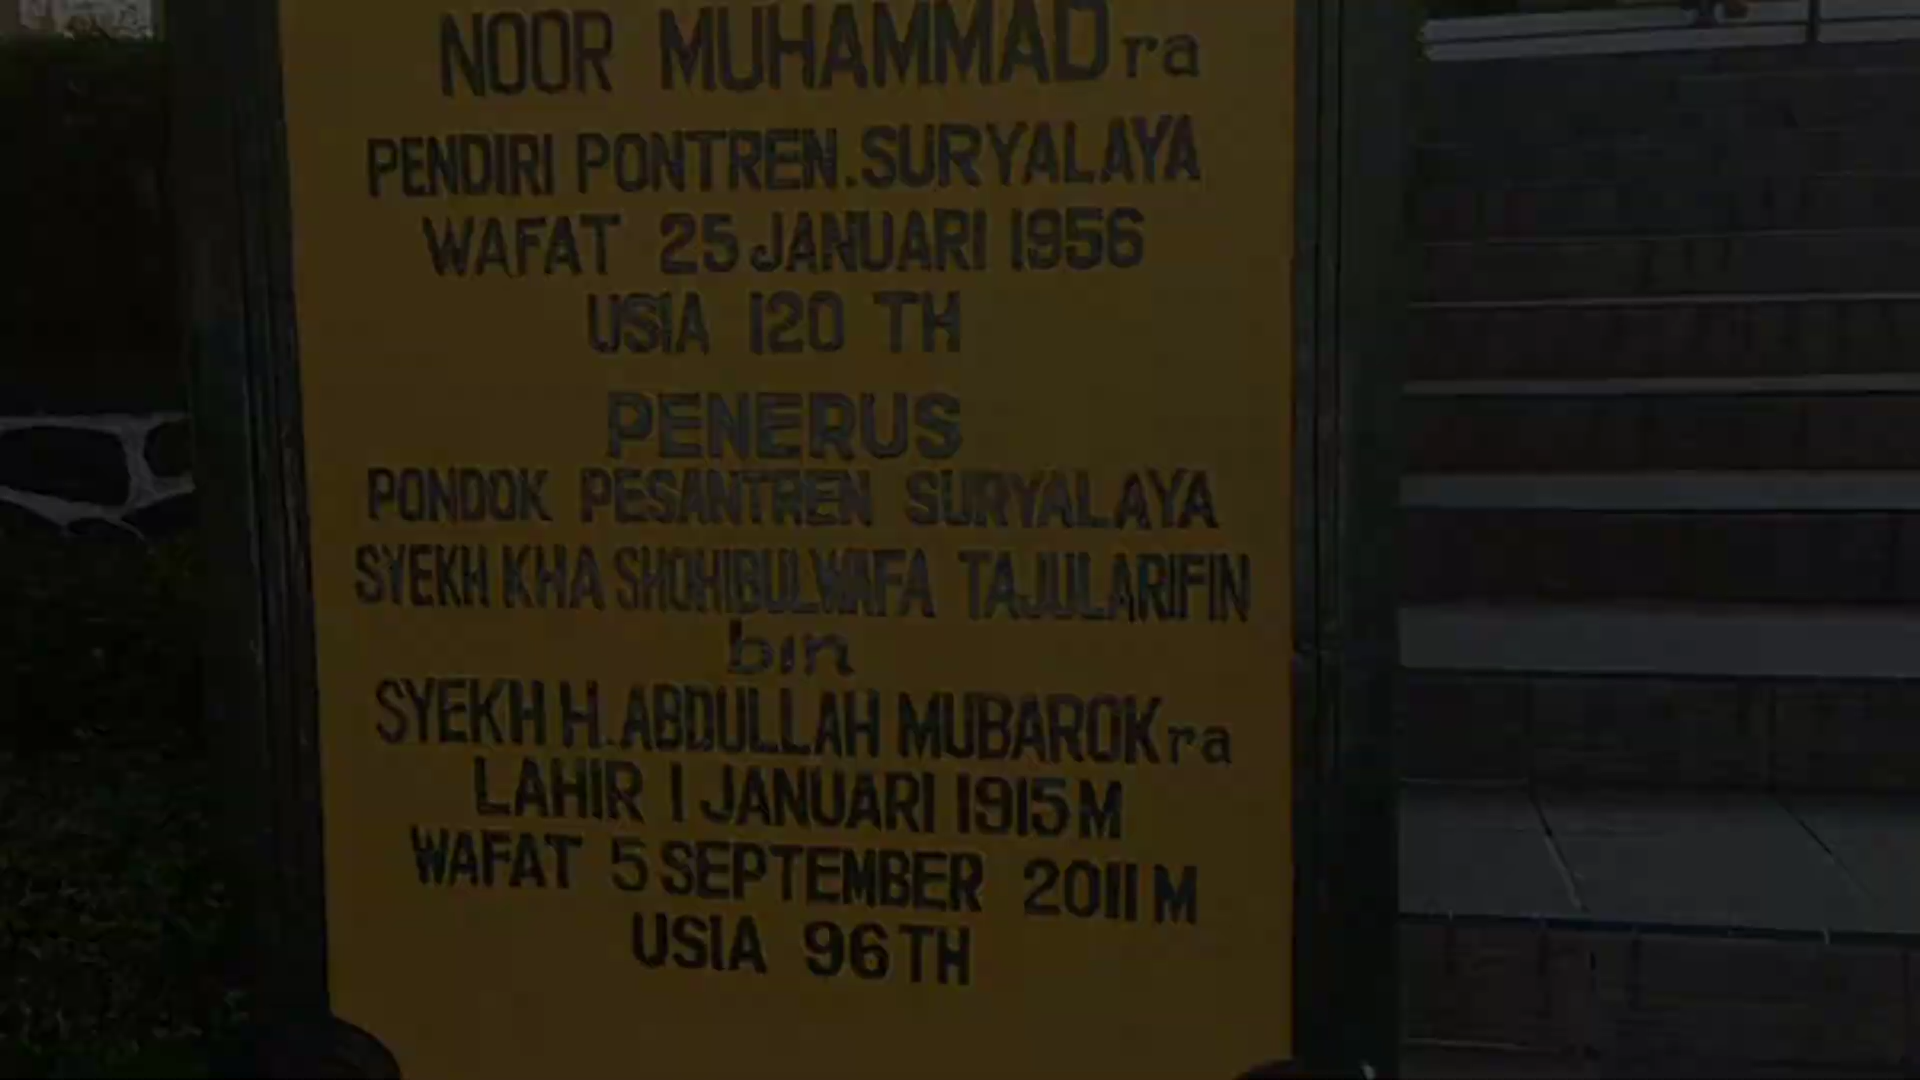 NOOR MUHAMMAD ra
PENDIRI PONTREN.SURYALAYA
WAFAT 25 JANUARI 1956
USIA 120 TH
PENERUS
PONDOK PESANTREN SURYALAYA
SYEKH KHA SHOHIBULWAFA TAJULARIFIN
bin
SYEKH H.ABDULLAH MUBAROK ra
LAHIR 1 JANUARI 1915 M
WAFAT 5 SEPTEMBER 2011 M
USIA 96 TH